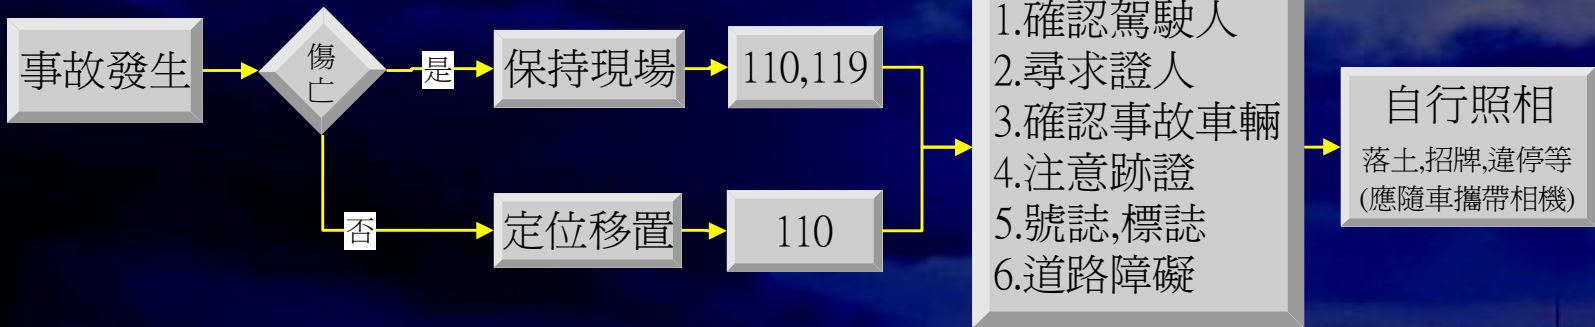 事故發生
傷
亡
是
保持現場
110,119
否
定位移置
110
1.確認駕駛人
2.尋求證人
3.確認事故車輛
4.注意跡證
5.號誌,標誌
6.道路障礙
自行照相
落土,招牌,違停等
(應隨車攜帶相機)